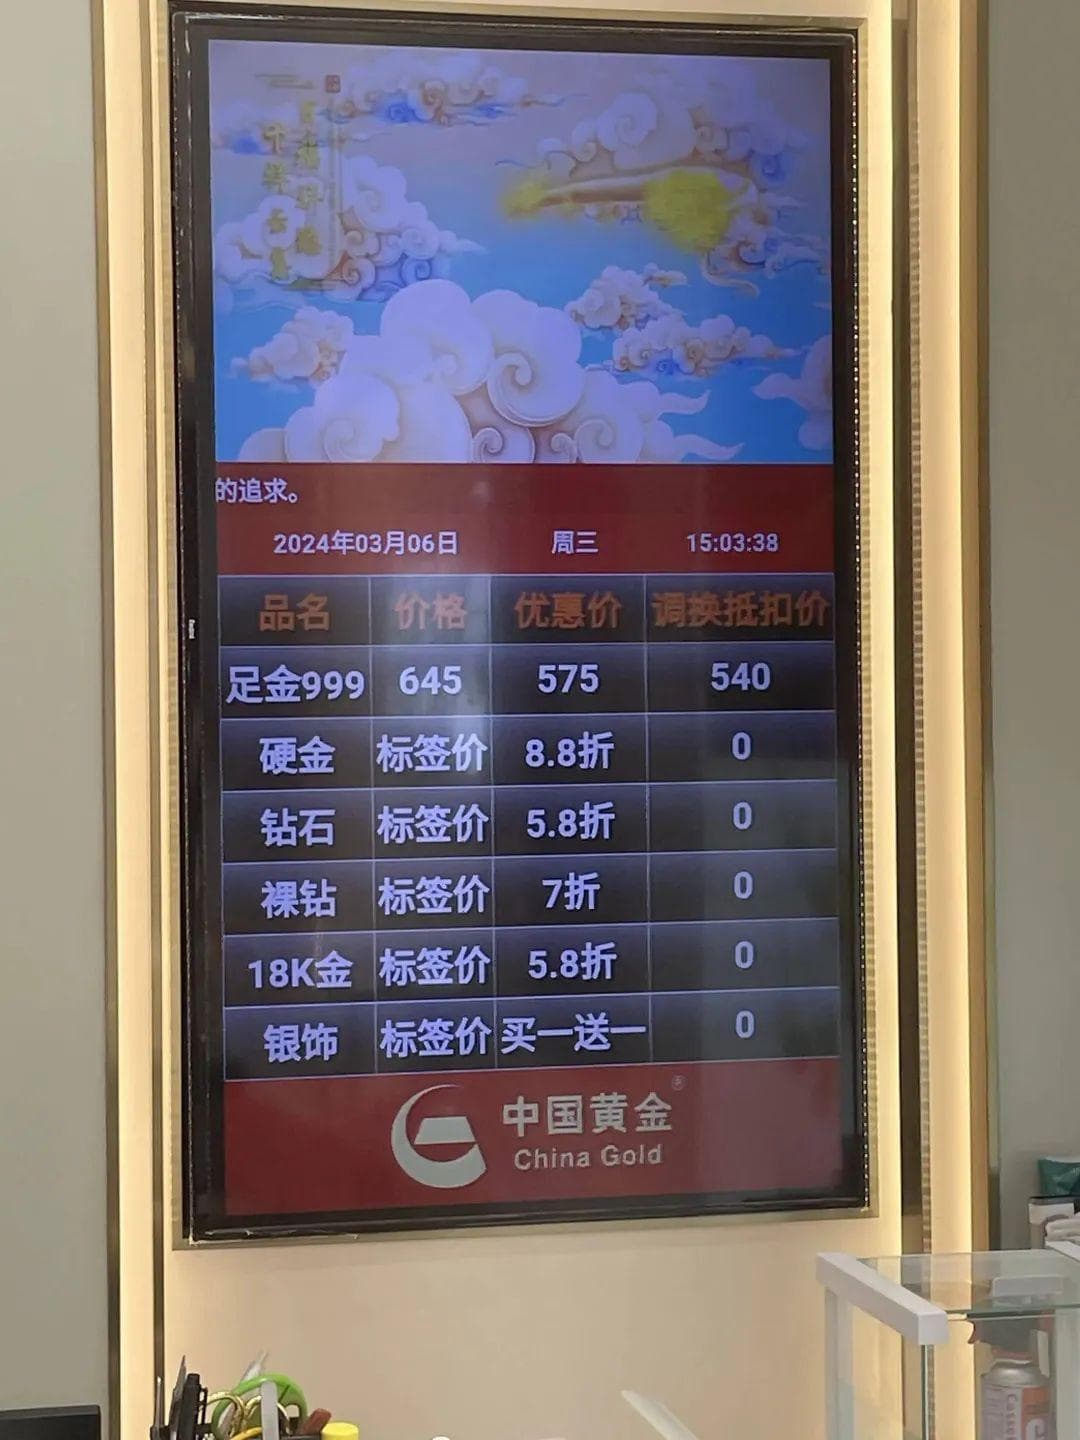 的追求。
2024年03月06日 周三 15:03:38
品名 价格 优惠价 调换抵扣价
足金999 645 575 540
硬金 标签价 8.8折 0
钻石 标签价 5.8折 0
裸钻 标签价 7折 0
18K金 标签价 5.8折 0
银饰 标签价 买一送一 0
中国黄金
China Gold